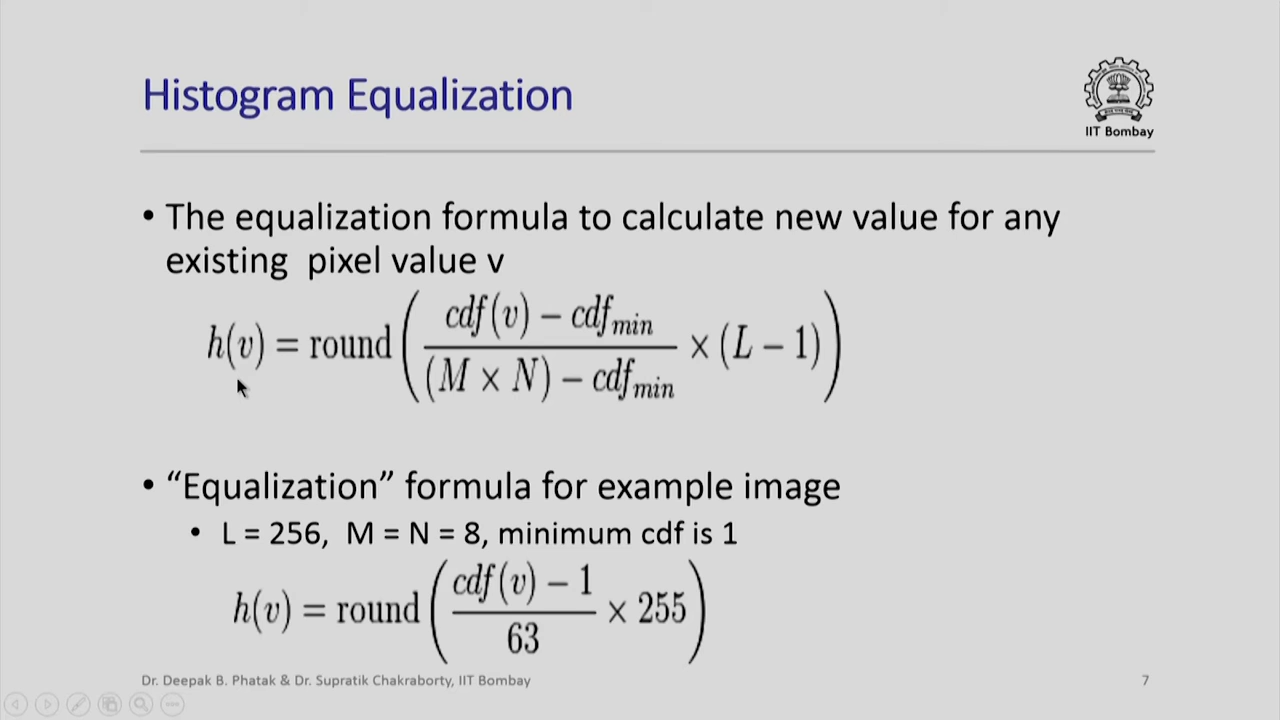 Histogram Equalization
IIT Bombay
• The equalization formula to calculate new value for any
existing pixel value v
h(v) = round( (cdf(v) − cdf_min) / ((M × N) − cdf_min) × (L − 1) )
• “Equalization” formula for example image
• L = 256, M = N = 8, minimum cdf is 1
h(v) = round( (cdf(v) − 1) / 63 × 255 )
Dr. Deepak B. Phatak & Dr. Supratik Chakraborty, IIT Bombay
7